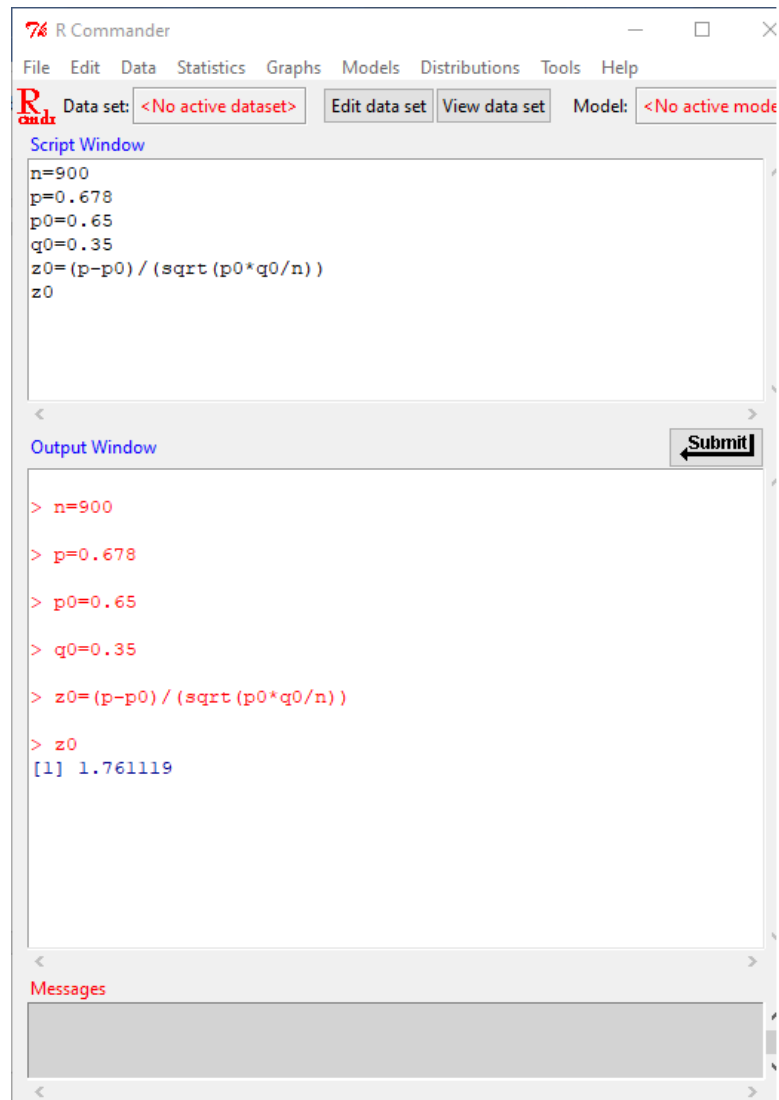 R Commander
File Edit Data Statistics Graphs Models Distributions Tools Help
R cmdr Data set: <No active dataset> Edit data set View data set Model: <No active mode
Script Window
n=900
p=0.678
p0=0.65
q0=0.35
z0=(p-p0)/(sqrt(p0*q0/n))
z0
Output Window Submit
> n=900
> p=0.678
> p0=0.65
> q0=0.35
> z0=(p-p0)/(sqrt(p0*q0/n))
> z0
[1] 1.761119
Messages